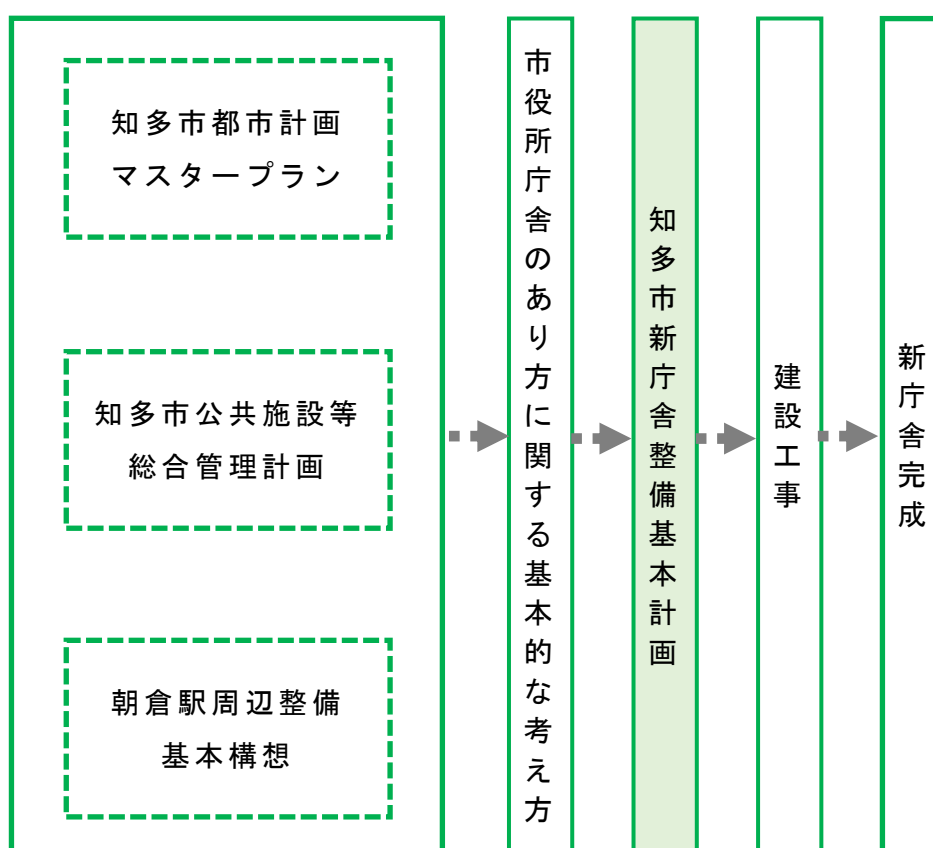 知多市都市計画
マスタープラン
知多市公共施設等
総合管理計画
朝倉駅周辺整備
基本構想
市役所庁舎のあり方に関する基本的な考え方
知多市新庁舎整備基本計画
建設工事
新庁舎完成